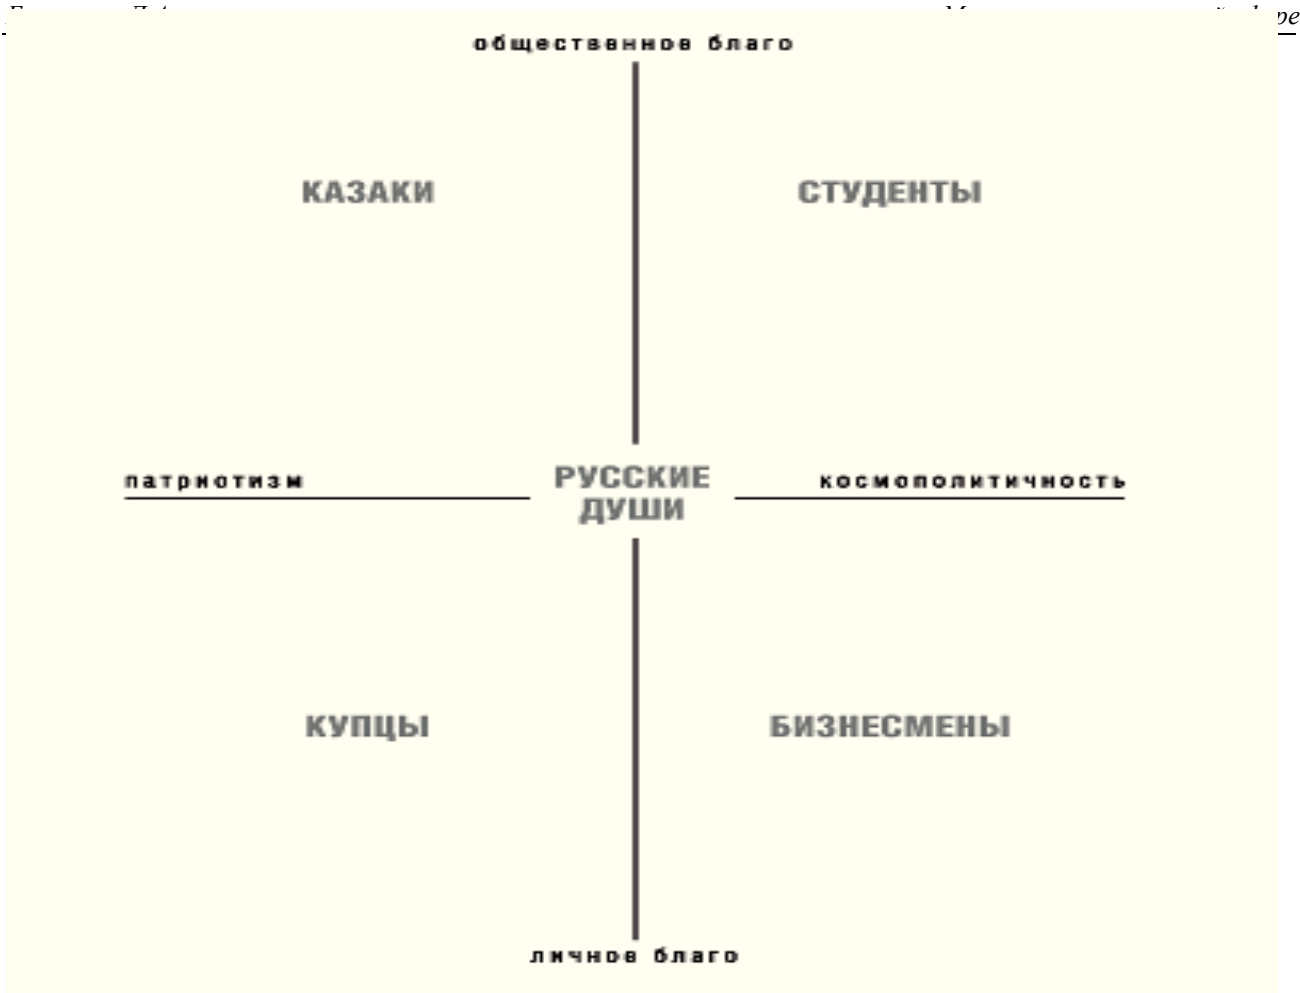 общественное благо
КАЗАКИ
СТУДЕНТЫ
патриотизм
РУССКИЕ
ДУШИ
космополитичность
КУПЦЫ
БИЗНЕСМЕНЫ
личное благо